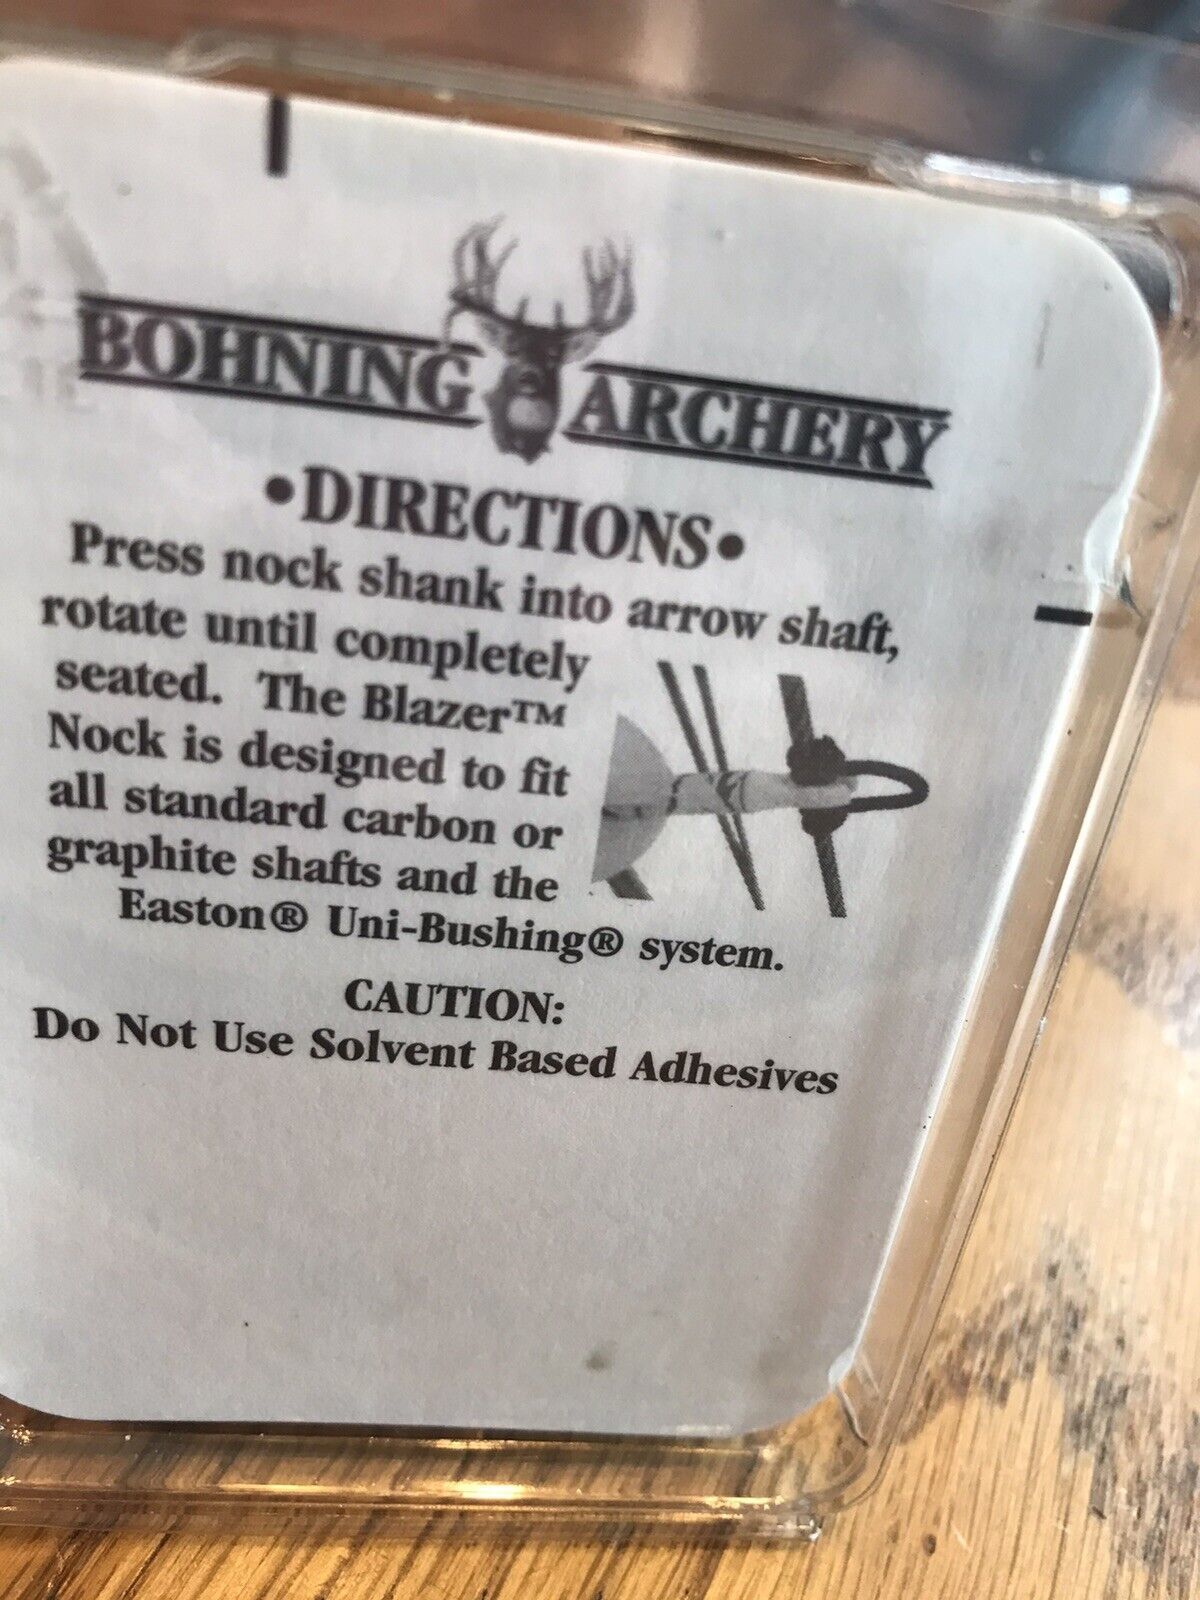 BOHNING ARCHERY
•DIRECTIONS•
Press nock shank into arrow shaft,
rotate until completely
seated. The Blazer™
Nock is designed to fit
all standard carbon or
graphite shafts and the
Easton® Uni-Bushing® system.
CAUTION:
Do Not Use Solvent Based Adhesives